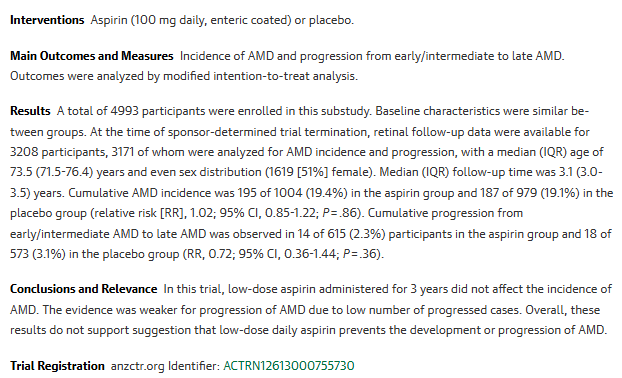 Interventions Aspirin (100 mg daily, enteric coated) or placebo.
Main Outcomes and Measures Incidence of AMD and progression from early/intermediate to late AMD.
Outcomes were analyzed by modified intention-to-treat analysis.
Results A total of 4993 participants were enrolled in this substudy. Baseline characteristics were similar be-
tween groups. At the time of sponsor-determined trial termination, retinal follow-up data were available for
3208 participants, 3171 of whom were analyzed for AMD incidence and progression, with a median (IQR) age of
73.5 (71.5-76.4) years and even sex distribution (1619 [51%] female). Median (IQR) follow-up time was 3.1 (3.0-
3.5) years. Cumulative AMD incidence was 195 of 1004 (19.4%) in the aspirin group and 187 of 979 (19.1%) in the
placebo group (relative risk [RR], 1.02; 95% CI, 0.85-1.22; P = .86). Cumulative progression from
early/intermediate AMD to late AMD was observed in 14 of 615 (2.3%) participants in the aspirin group and 18 of
573 (3.1%) in the placebo group (RR, 0.72; 95% CI, 0.36-1.44; P = .36).
Conclusions and Relevance In this trial, low-dose aspirin administered for 3 years did not affect the incidence of
AMD. The evidence was weaker for progression of AMD due to low number of progressed cases. Overall, these
results do not support suggestion that low-dose daily aspirin prevents the development or progression of AMD.
Trial Registration anzctr.org Identifier: ACTRN12613000755730